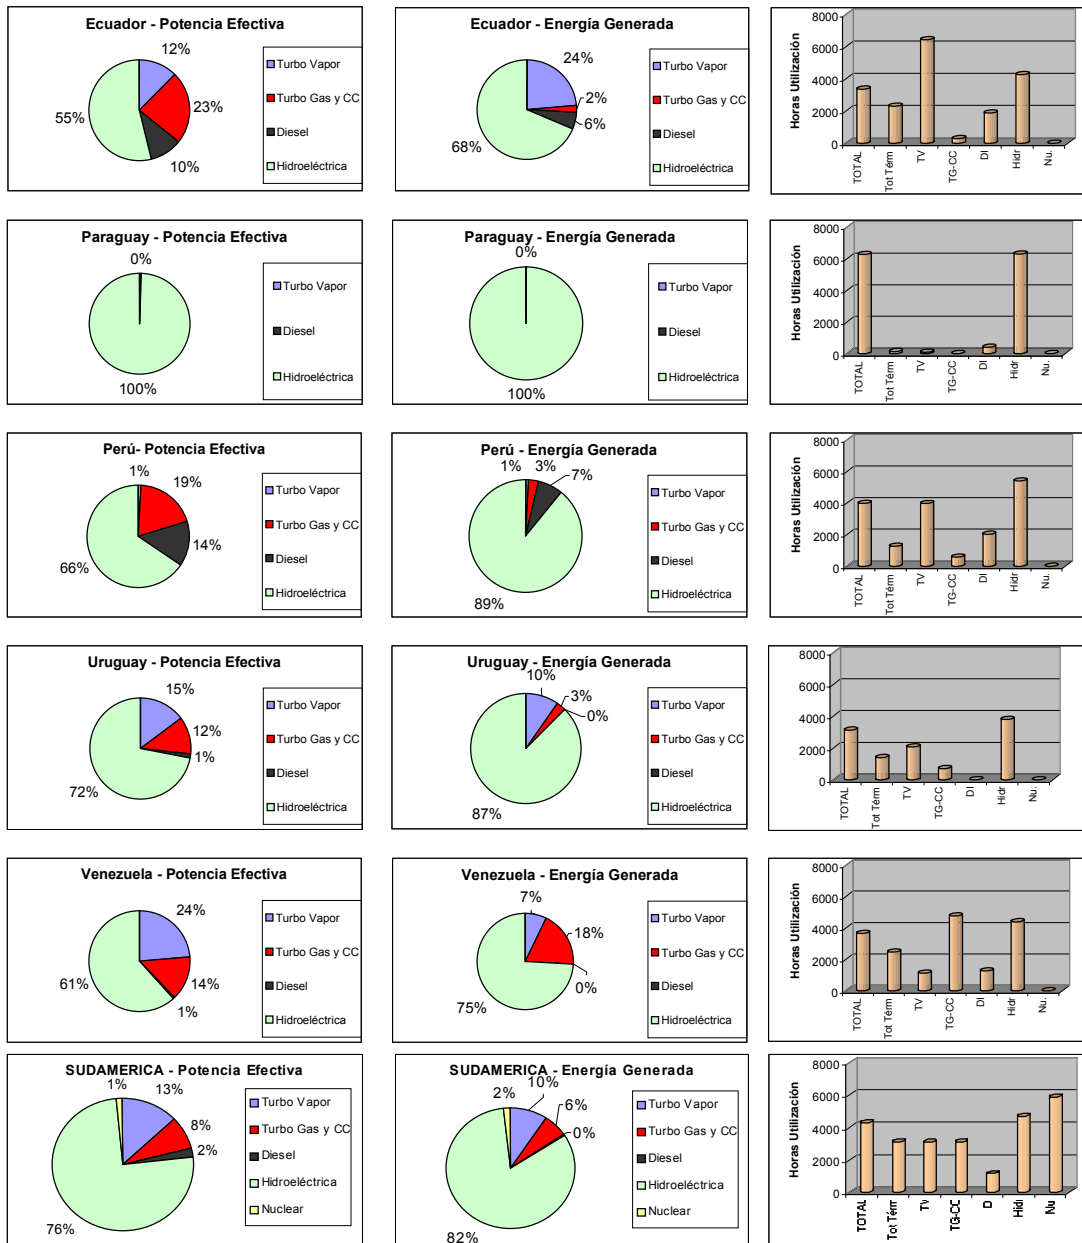 Ecuador - Potencia Efectiva
12%
23%
10%
55%
Turbo Vapor
Turbo Gas y CC
Diesel
Hidroeléctrica
Ecuador - Energía Generada
24%
2%
6%
68%
Turbo Vapor
Turbo Gas y CC
Diesel
Hidroeléctrica
Horas Utilización
8000
6000
4000
2000
0
TOTAL
Tot Térm
TV
TG-CC
DI
Hidr
Nu.
Paraguay - Potencia Efectiva
0%
100%
Turbo Vapor
Diesel
Hidroeléctrica
Paraguay - Energía Generada
0%
100%
Turbo Vapor
Diesel
Hidroeléctrica
Horas Utilización
8000
6000
4000
2000
0
TOTAL
Tot Térm
TV
TG-CC
DI
Hidr
Nu.
Perú- Potencia Efectiva
1%
19%
14%
66%
Turbo Vapor
Turbo Gas y CC
Diesel
Hidroeléctrica
Perú - Energía Generada
1%
3%
7%
89%
Turbo Vapor
Turbo Gas y CC
Diesel
Hidroeléctrica
Horas Utilización
8000
6000
4000
2000
0
TOTAL
Tot Térm
TV
TG-CC
DI
Hidr
Nu.
Uruguay - Potencia Efectiva
15%
12%
1%
72%
Turbo Vapor
Turbo Gas y CC
Diesel
Hidroeléctrica
Uruguay - Energía Generada
10%
3%
0%
87%
Turbo Vapor
Turbo Gas y CC
Diesel
Hidroeléctrica
Horas Utilización
8000
6000
4000
2000
0
TOTAL
Tot Térm
TV
TG-CC
DI
Hidr
Nu.
Venezuela - Potencia Efectiva
24%
14%
1%
61%
Turbo Vapor
Turbo Gas y CC
Diesel
Hidroeléctrica
Venezuela - Energía Generada
7%
18%
0%
75%
Turbo Vapor
Turbo Gas y CC
Diesel
Hidroeléctrica
Horas Utilización
8000
6000
4000
2000
0
TOTAL
Tot Térm
TV
TG-CC
DI
Hidr
Nu.
SUDAMERICA - Potencia Efectiva
1%
13%
8%
2%
76%
Turbo Vapor
Turbo Gas y CC
Diesel
Hidroeléctrica
Nuclear
SUDAMERICA - Energía Generada
2%
10%
6%
0%
82%
Turbo Vapor
Turbo Gas y CC
Diesel
Hidroeléctrica
Nuclear
Horas Utilización
8000
6000
4000
2000
0
TOTAL
Tot Térm
TV
TG-CC
D
Hidr
Nu